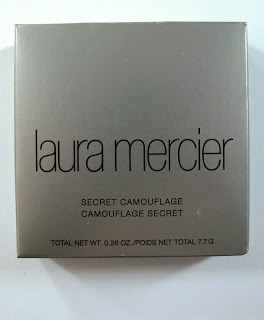 laura mercier
SECRET CAMOUFLAGE
CAMOUFLAGE SECRET
TOTAL NET WT. 0.26 OZ./POIDS NET TOTAL 7.7 G